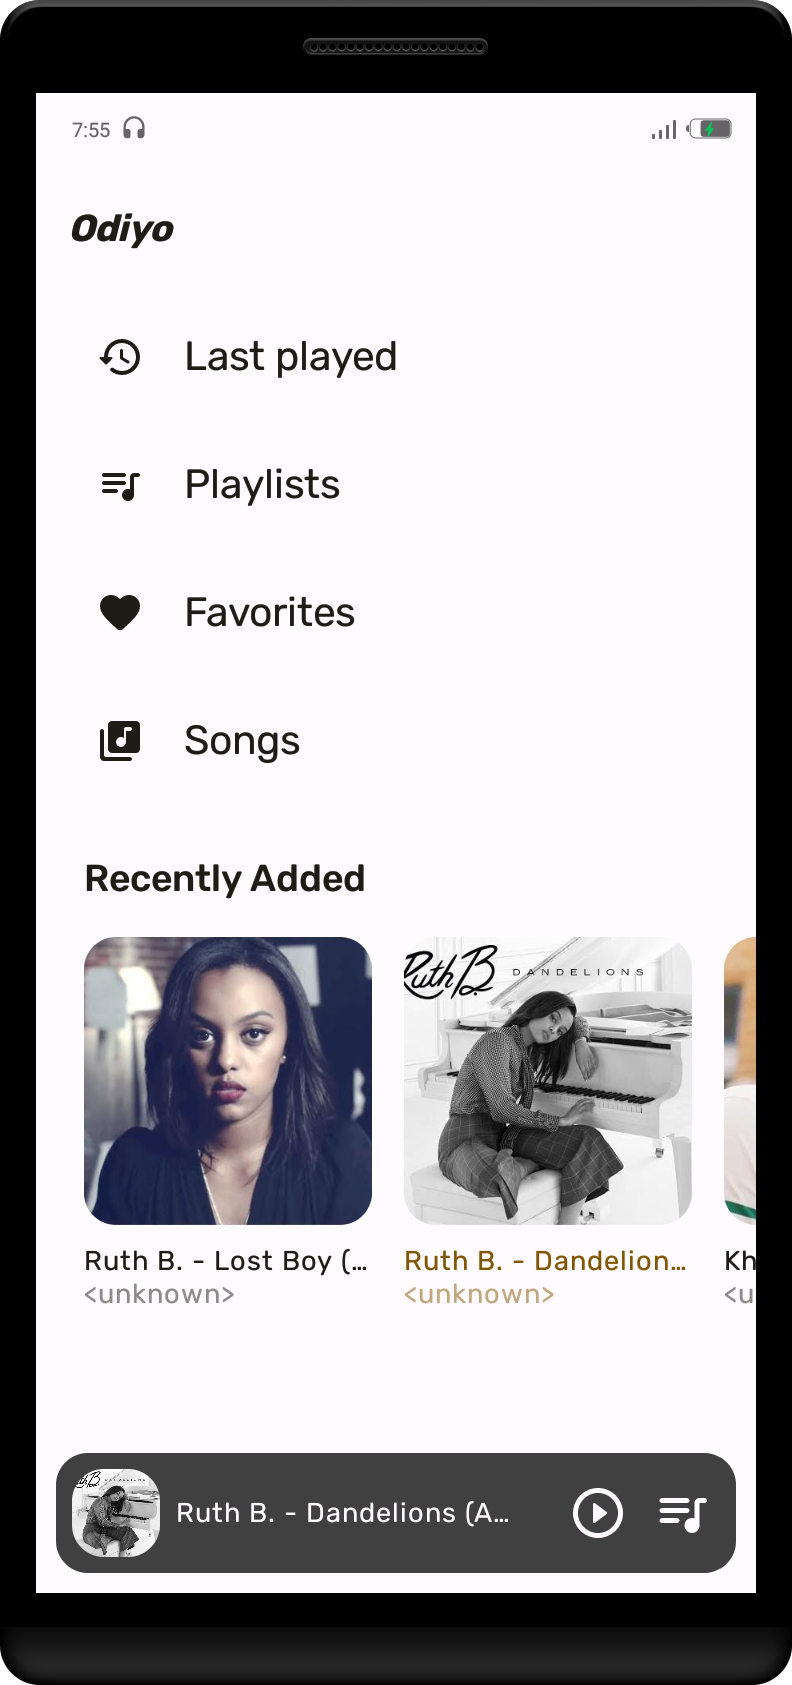 7:55
Odiyo
Last played
Playlists
Favorites
Songs
Recently Added
Ruth B DANDELIONS
Ruth B. - Lost Boy (...
<unknown>
Ruth B. - Dandelion...
<unknown>
Kh
<u
Ruth B. - Dandelions (A...